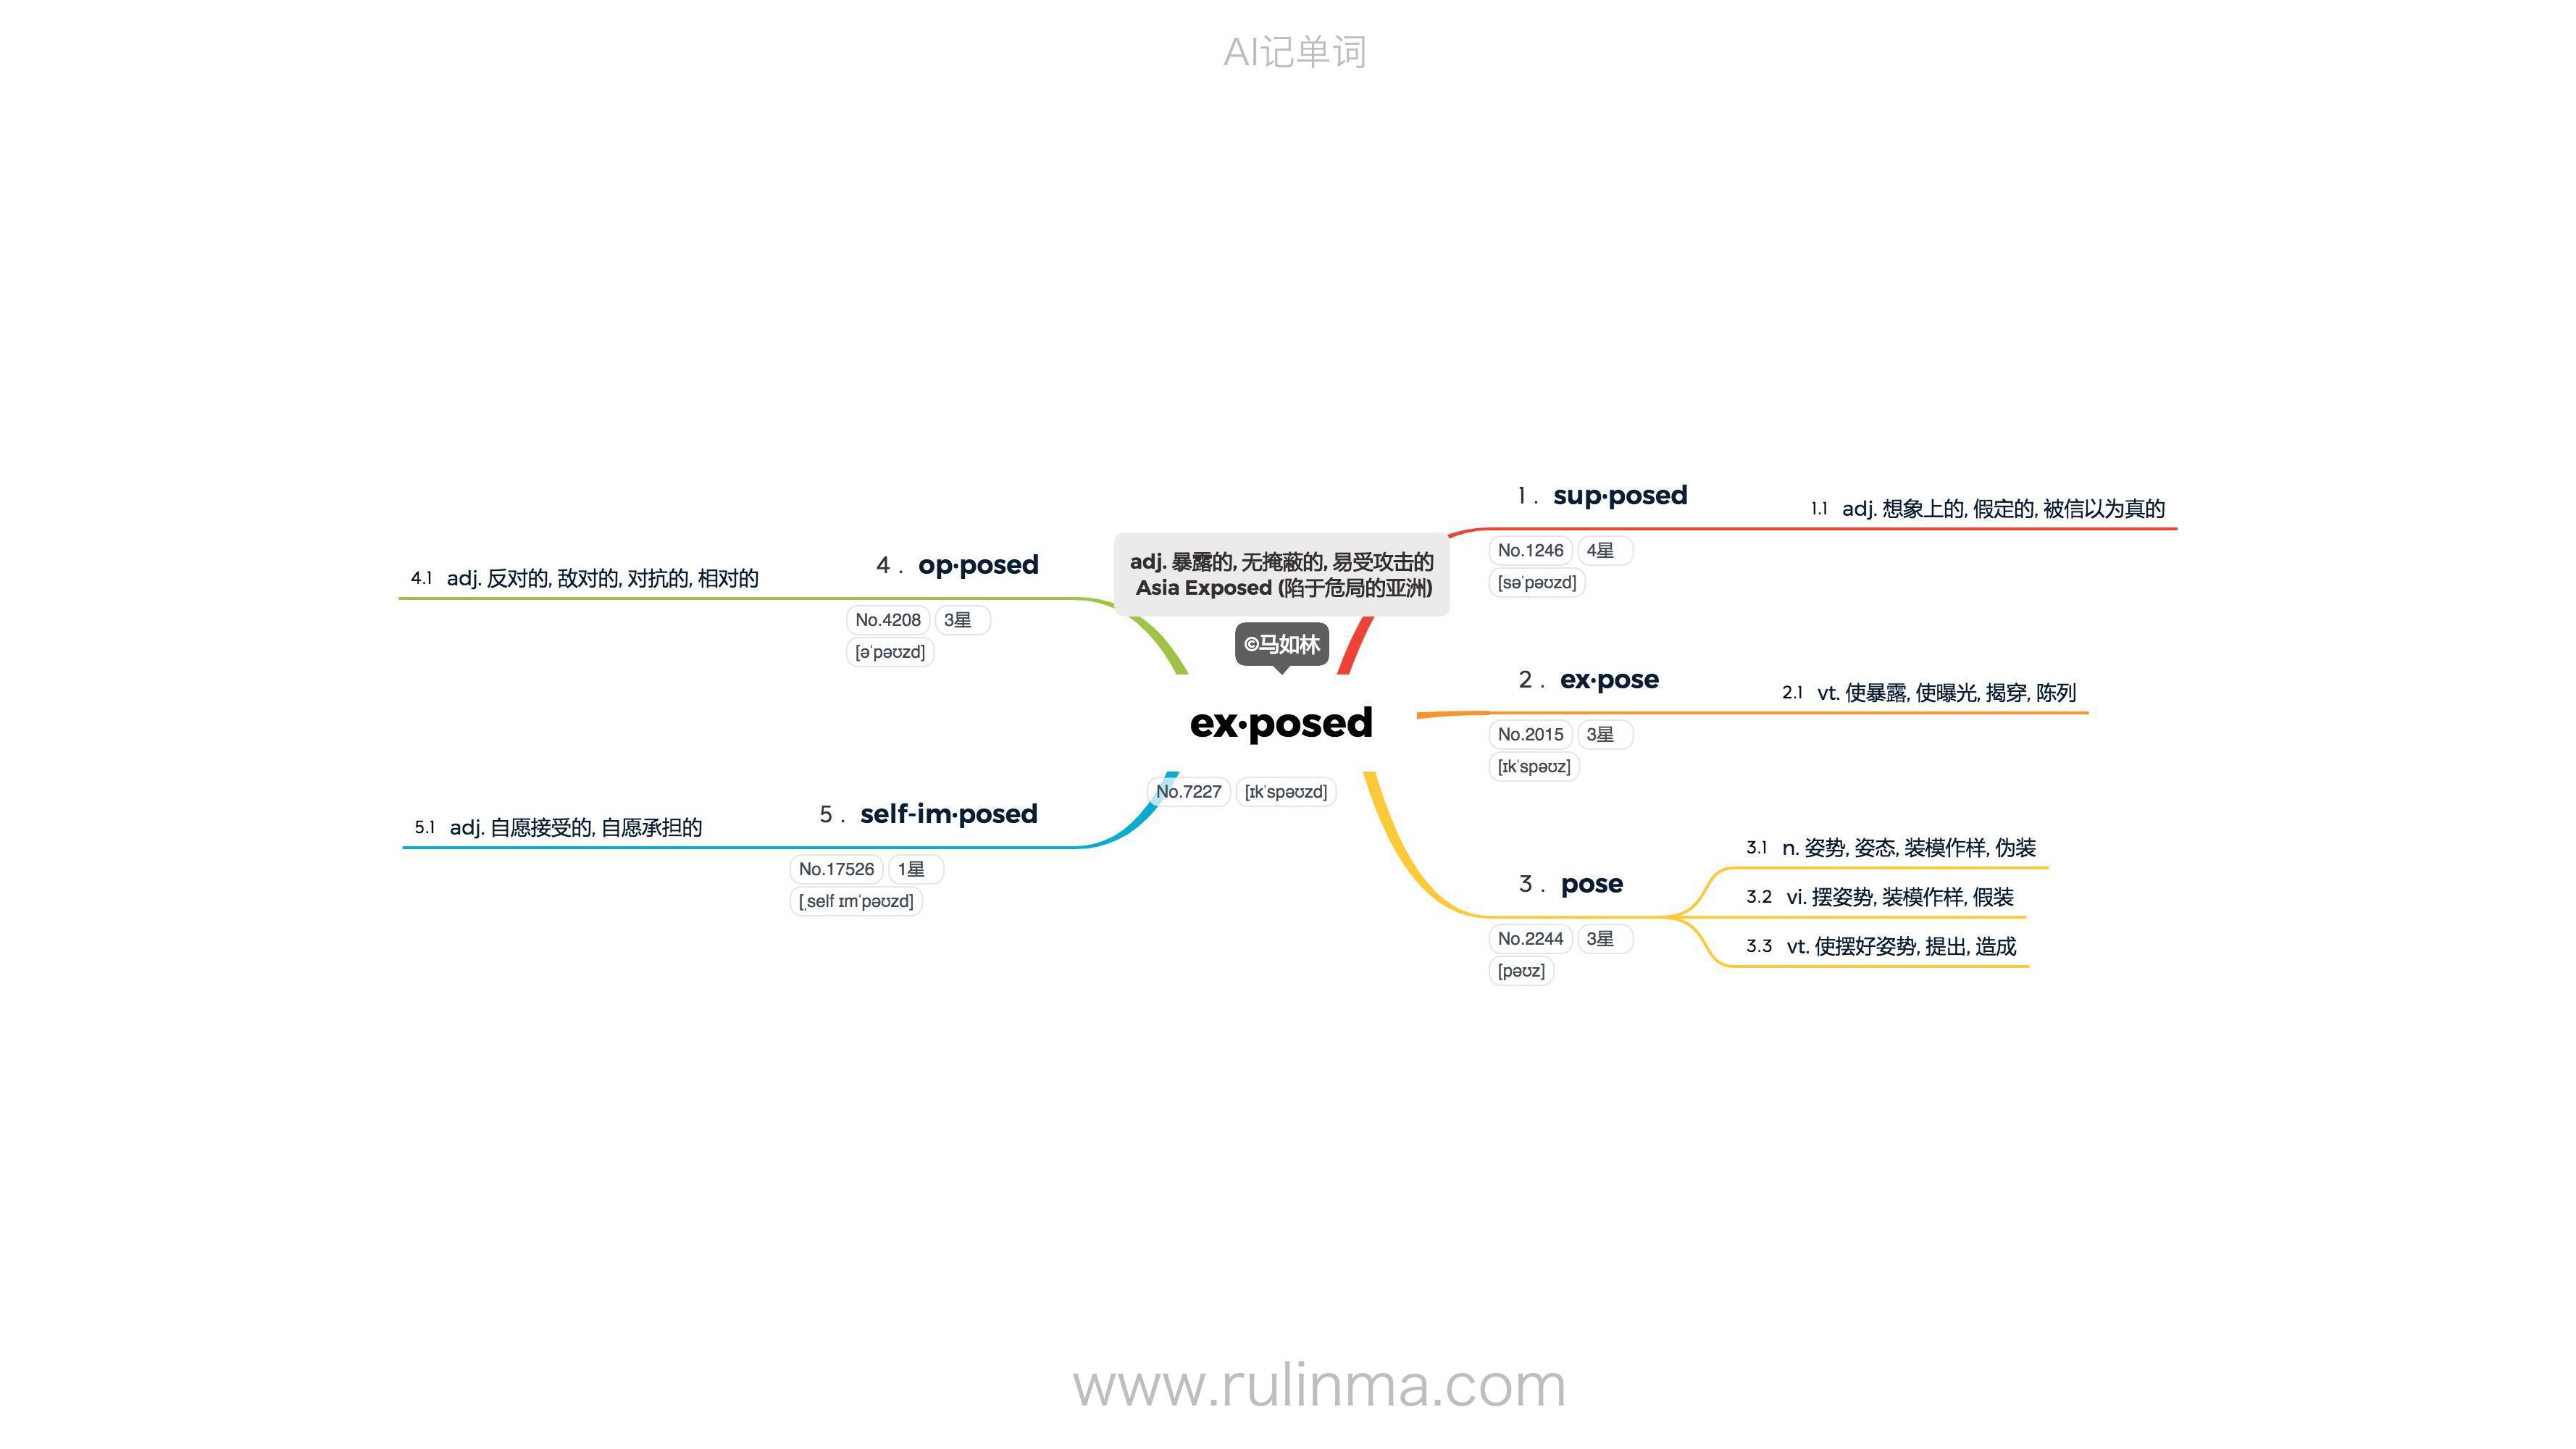 AI记单词
adj. 暴露的, 无掩蔽的, 易受攻击的
Asia Exposed (陷于危局的亚洲)
©马如林
ex·posed
No.7227 [ɪkˈspəʊzd]
1 . sup·posed
No.1246 4星
[səˈpəʊzd]
1.1 adj. 想象上的, 假定的, 被信以为真的
2 . ex·pose
No.2015 3星
[ɪkˈspəʊz]
2.1 vt. 使暴露, 使曝光, 揭穿, 陈列
3 . pose
No.2244 3星
[pəʊz]
3.1 n. 姿势, 姿态, 装模作样, 伪装
3.2 vi. 摆姿势, 装模作样, 假装
3.3 vt. 使摆好姿势, 提出, 造成
4 . op·posed
No.4208 3星
[əˈpəʊzd]
4.1 adj. 反对的, 敌对的, 对抗的, 相对的
5 . self-im·posed
No.17526 1星
[ˌself ɪmˈpəʊzd]
5.1 adj. 自愿接受的, 自愿承担的
www.rulinma.com